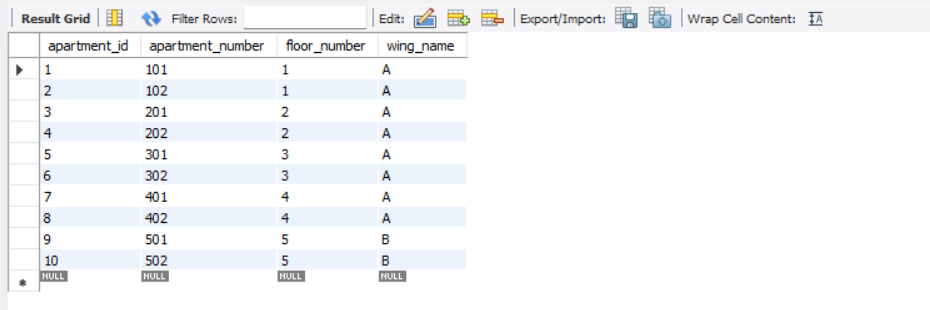 Result Grid Filter Rows: Edit: Export/Import: Wrap Cell Content: IA
apartment_id apartment_number floor_number wing_name
1 101 1 A
2 102 1 A
3 201 2 A
4 202 2 A
5 301 3 A
6 302 3 A
7 401 4 A
8 402 4 A
9 501 5 B
10 502 5 B
NULL NULL NULL NULL